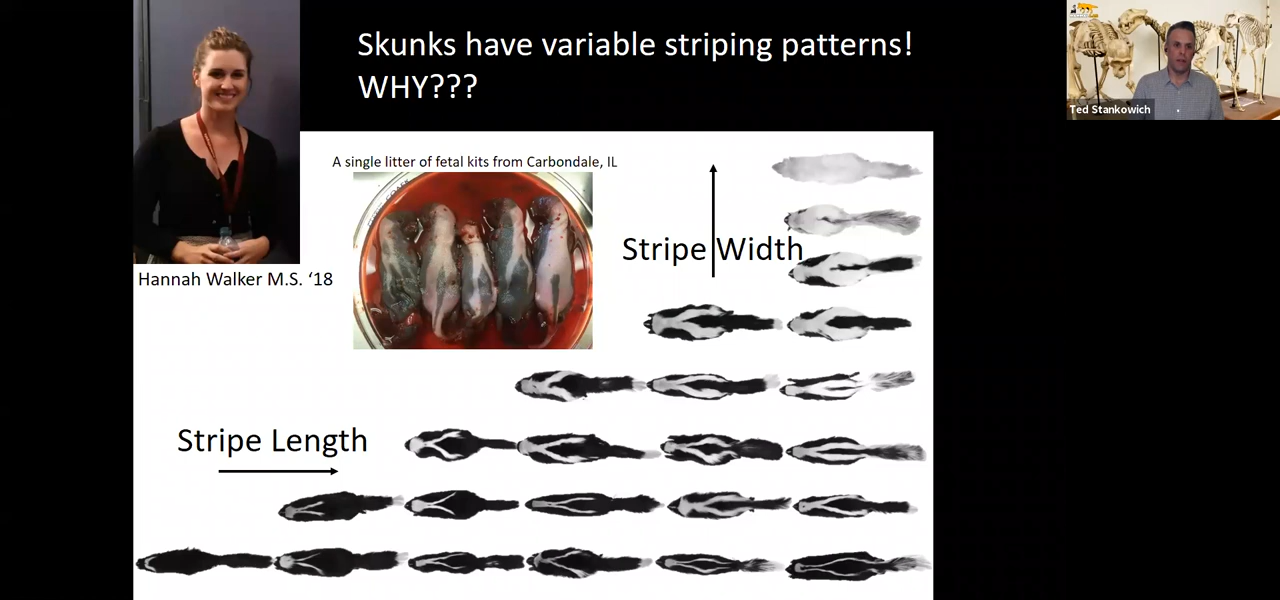 Skunks have variable striping patterns!
WHY???
Ted Stankowich
A single litter of fetal kits from Carbondale, IL
Stripe Width
Hannah Walker M.S. ‘18
Stripe Length